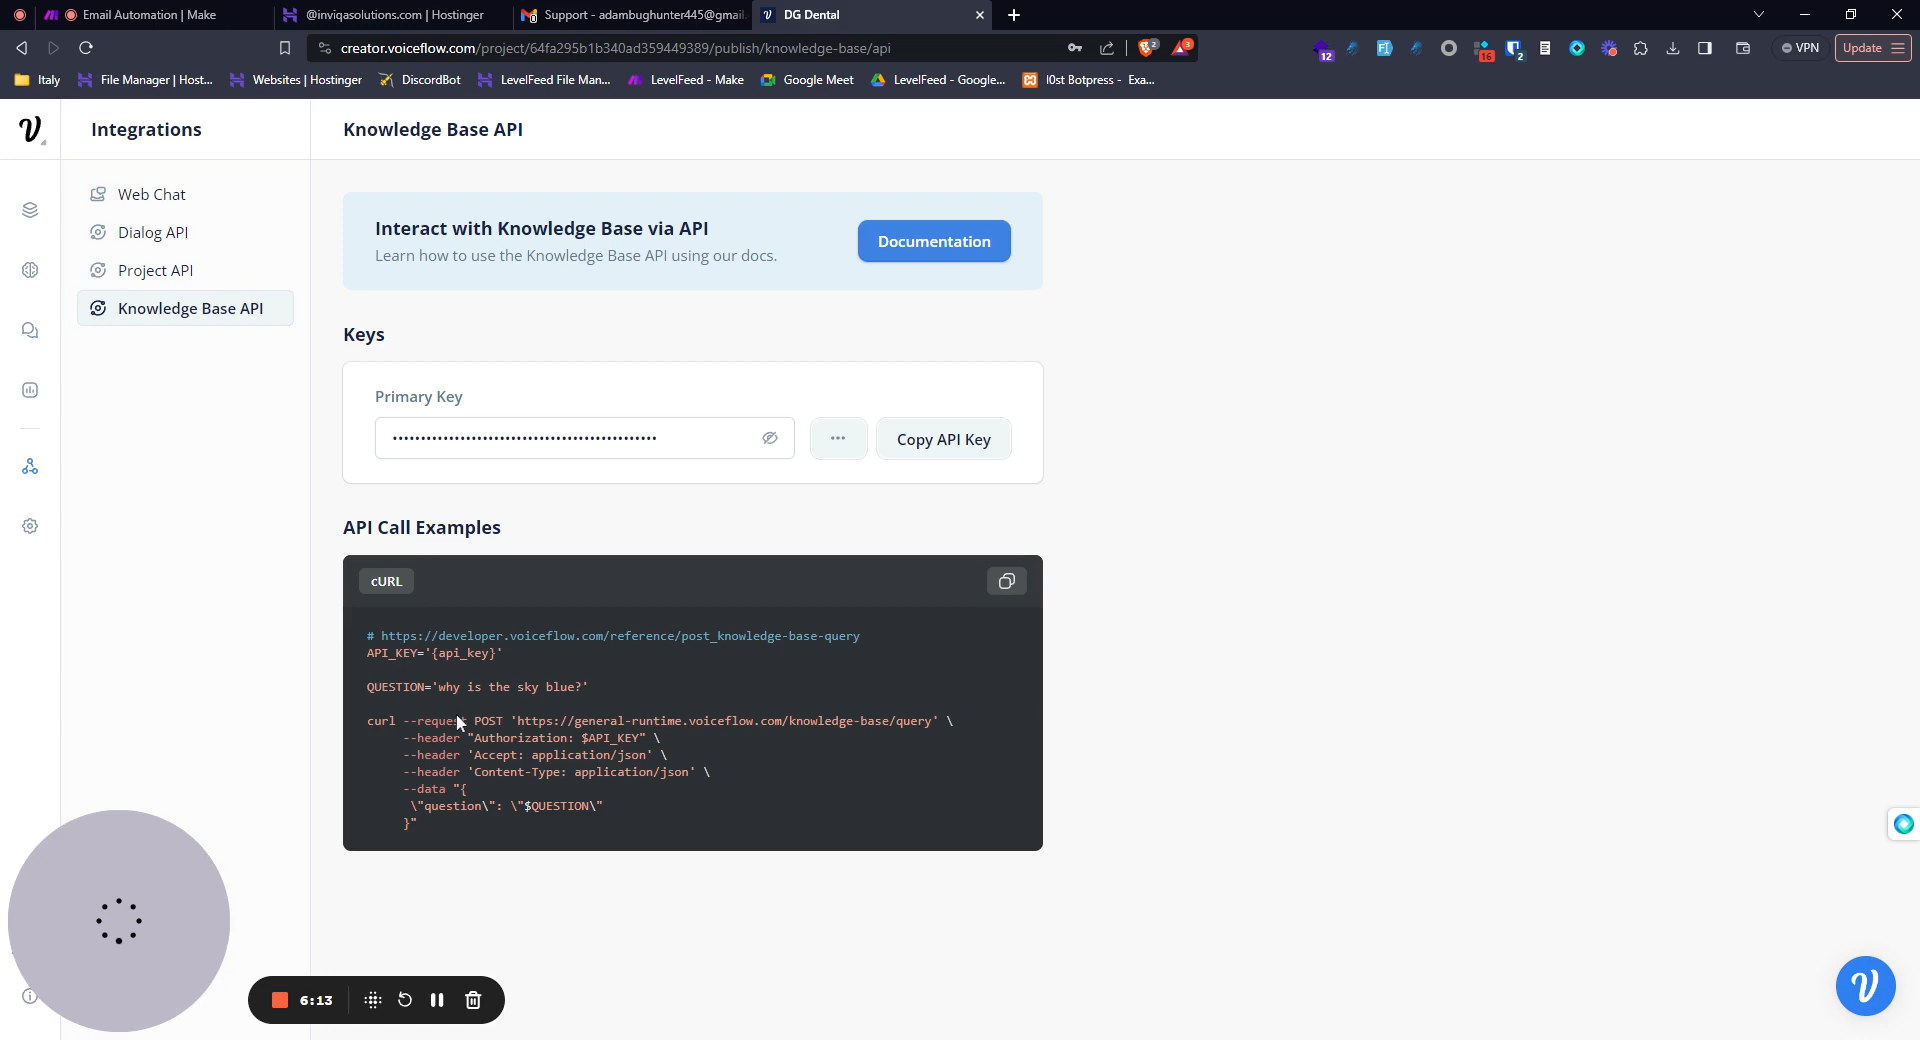 Email Automation | Make
@inviqasolutions.com | Hostinger
Support - adambughunter445@gmail.
DG Dental
creator.voiceflow.com/project/64fa295b1b340ad359449389/publish/knowledge-base/api
2
3
12
16
2
VPN
Update
Italy
File Manager | Host...
Websites | Hostinger
DiscordBot
LevelFeed File Man...
LevelFeed - Make
Google Meet
LevelFeed - Google...
l0st Botpress - Exa...
Integrations
Knowledge Base API
Web Chat
Dialog API
Project API
Knowledge Base API
Interact with Knowledge Base via API
Learn how to use the Knowledge Base API using our docs.
Documentation
Keys
Primary Key
Copy API Key
API Call Examples
cURL
# https://developer.voiceflow.com/reference/post_knowledge-base-query
API_KEY='{api_key}'
QUESTION='why is the sky blue?'
curl --request POST 'https://general-runtime.voiceflow.com/knowledge-base/query' \
--header "Authorization: $API_KEY" \
--header 'Accept: application/json' \
--header 'Content-Type: application/json' \
--data "{
\"question\": \"$QUESTION\"
}"
6:13